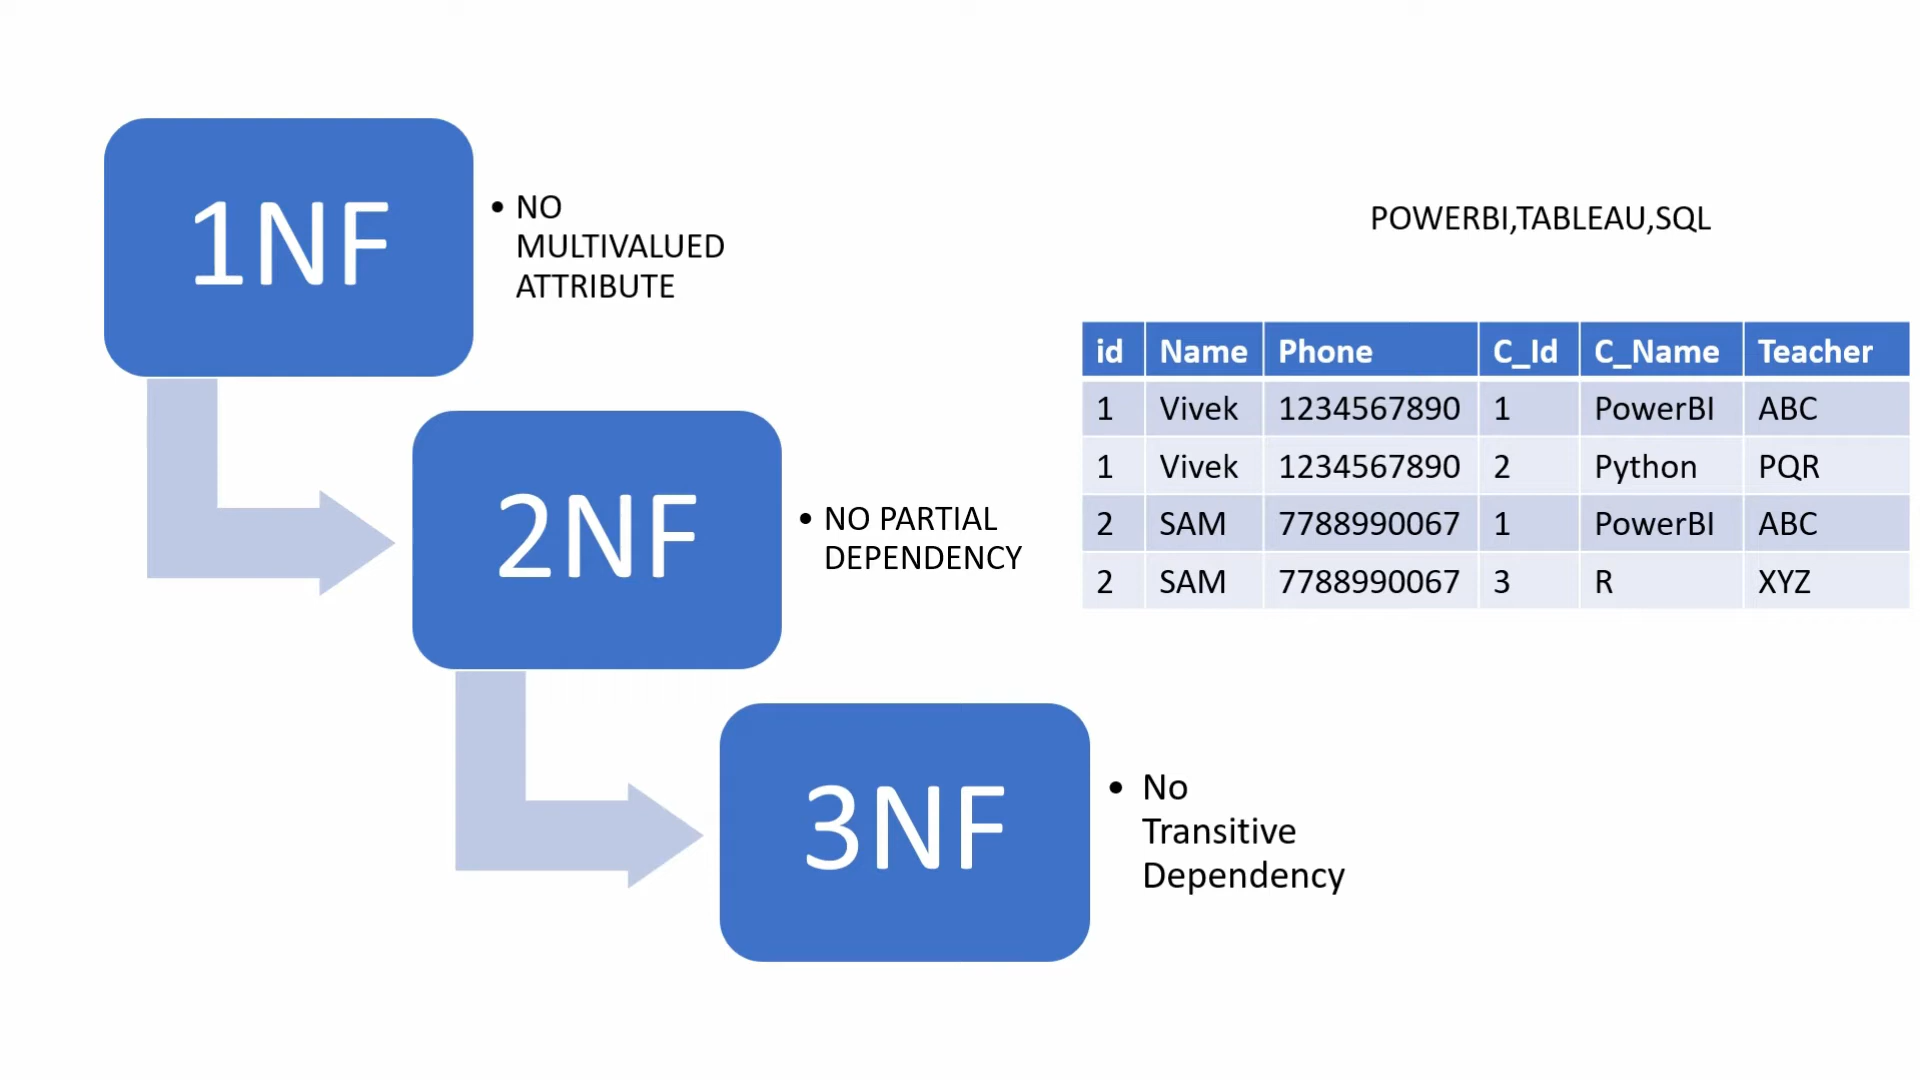 1NF
• NO
MULTIVALUED
ATTRIBUTE
2NF
• NO PARTIAL
DEPENDENCY
3NF
• No
Transitive
Dependency
POWERBI,TABLEAU,SQL
id Name Phone C_Id C_Name Teacher
1 Vivek 1234567890 1 PowerBI ABC
1 Vivek 1234567890 2 Python PQR
2 SAM 7788990067 1 PowerBI ABC
2 SAM 7788990067 3 R XYZ